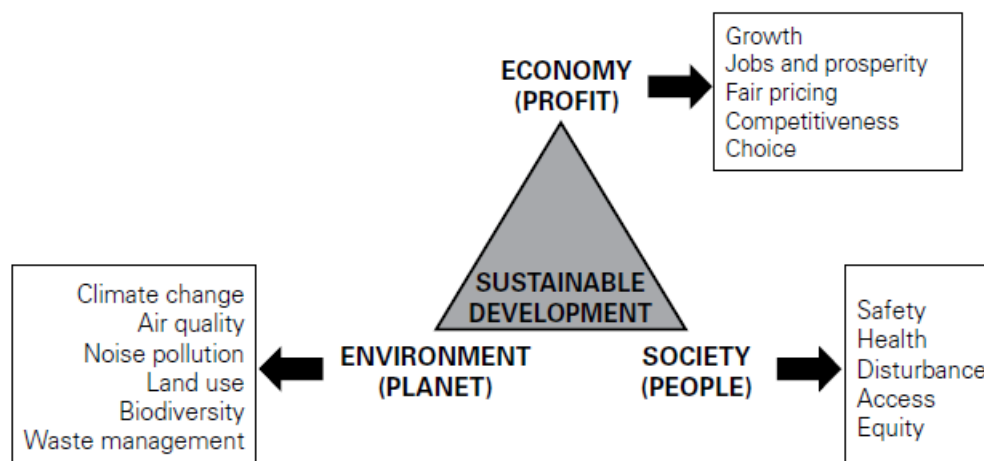 ECONOMY
(PROFIT)
Growth
Jobs and prosperity
Fair pricing
Competitiveness
Choice
SUSTAINABLE
DEVELOPMENT
Climate change
Air quality
Noise pollution
Land use
Biodiversity
Waste management
ENVIRONMENT
(PLANET)
SOCIETY
(PEOPLE)
Safety
Health
Disturbance
Access
Equity